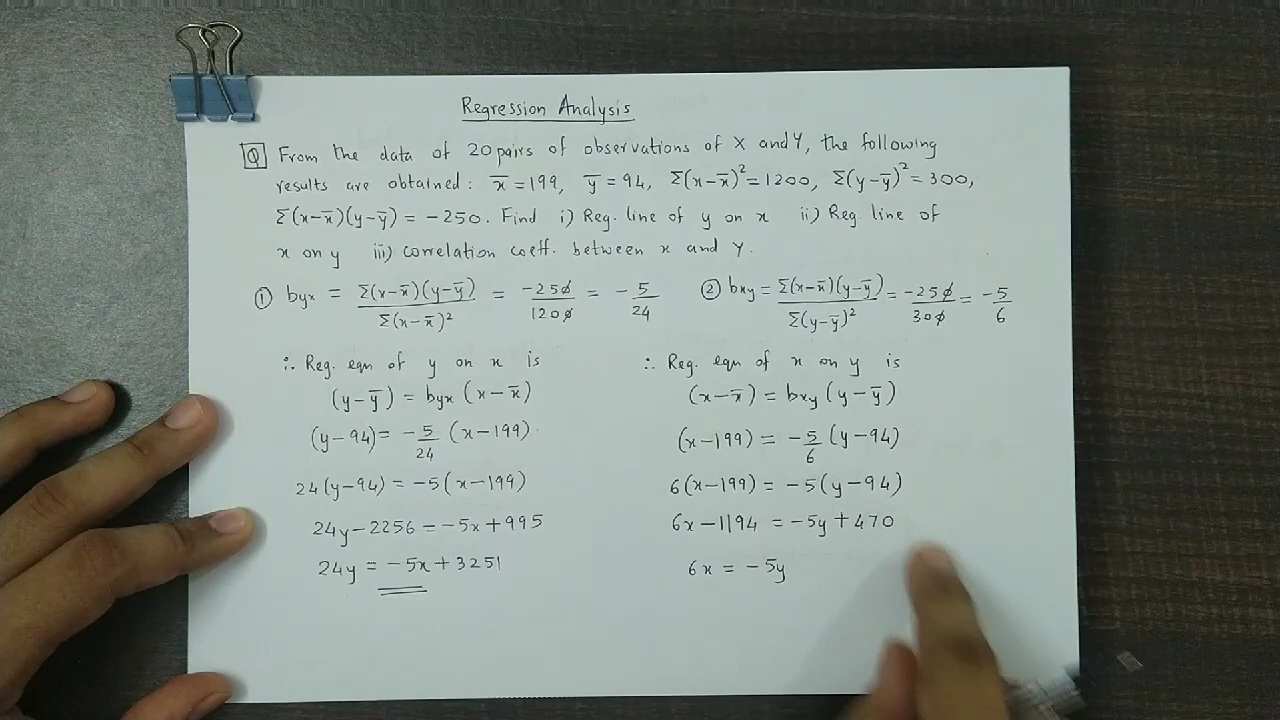 Regression Analysis
Q From the data of 20 pairs of observations of X and Y, the following
results are obtained: x̄ = 199, ȳ = 94, Σ(x-x̄)² = 1200, Σ(y-ȳ)² = 300,
Σ(x-x̄)(y-ȳ) = -250. Find i) Reg. line of y on x ii) Reg. line of
x on y iii) correlation coeff. between x and Y.
① byx = Σ(x-x̄)(y-ȳ) / Σ(x-x̄)² = -250/1200 = -5/24
∴ Reg. eqn of y on x is
(y-ȳ) = byx (x-x̄)
(y-94) = -5/24 (x-199)
24(y-94) = -5(x-199)
24y-2256 = -5x+995
24y = -5x+3251
② bxy = Σ(x-x̄)(y-ȳ) / Σ(y-ȳ)² = -250/300 = -5/6
∴ Reg. eqn of x on y is
(x-x̄) = bxy (y-ȳ)
(x-199) = -5/6 (y-94)
6(x-199) = -5(y-94)
6x-1194 = -5y+470
6x = -5y